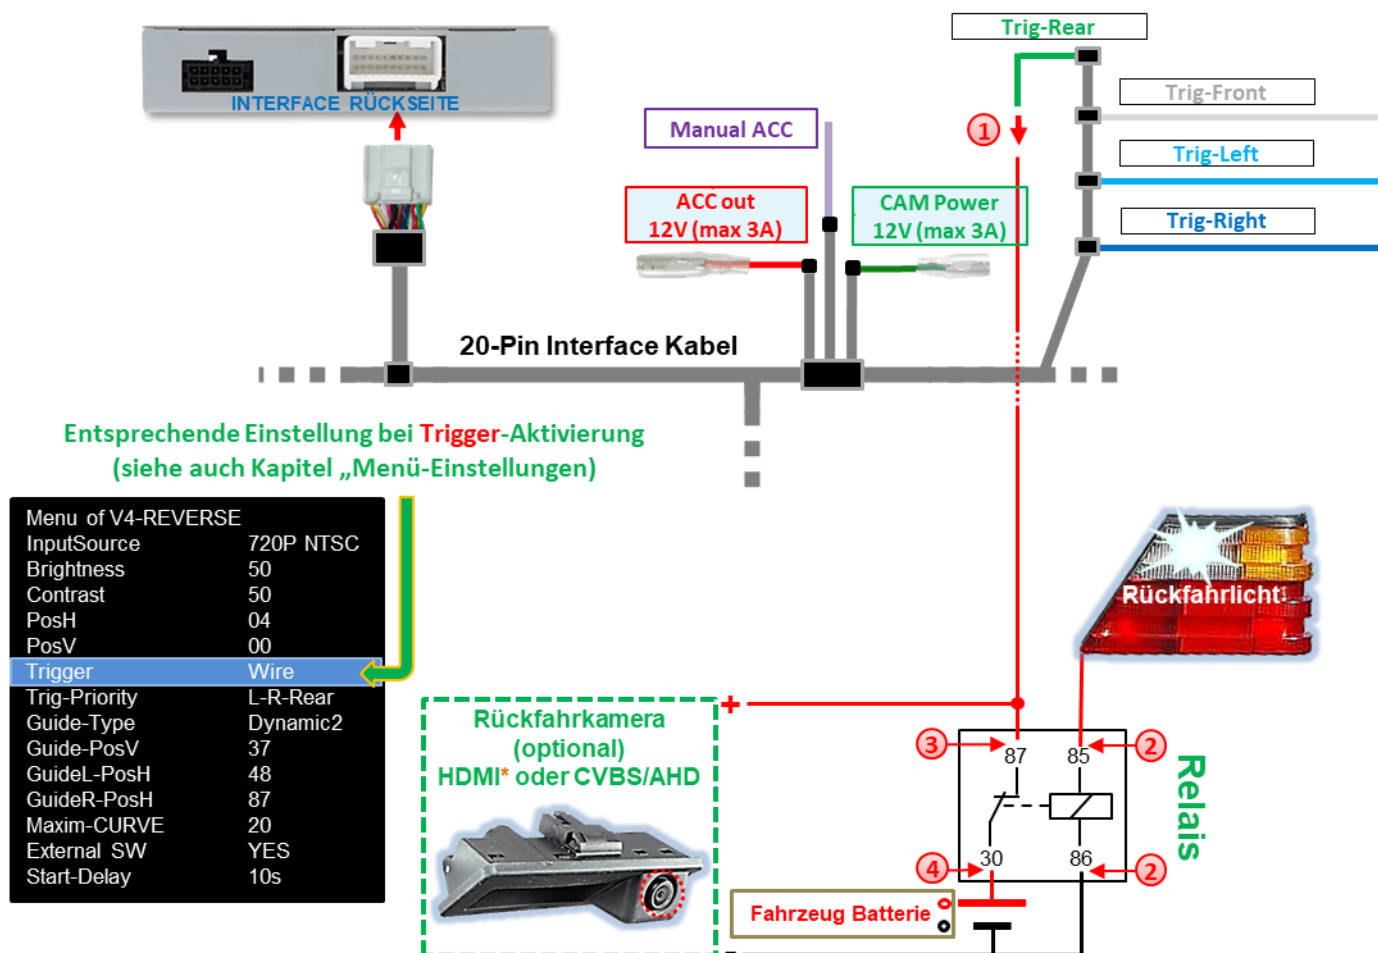 INTERFACE RÜCKSEITE
Trig-Rear
Trig-Front
Trig-Left
Trig-Right
1
Manual ACC
ACC out
12V (max 3A)
CAM Power
12V (max 3A)
20-Pin Interface Kabel
Entsprechende Einstellung bei Trigger-Aktivierung
(siehe auch Kapitel „Menü-Einstellungen)
Menu of V4-REVERSE
InputSource 720P NTSC
Brightness 50
Contrast 50
PosH 04
PosV 00
Trigger Wire
Trig-Priority L-R-Rear
Guide-Type Dynamic2
Guide-PosV 37
GuideL-PosH 48
GuideR-PosH 87
Maxim-CURVE 20
External SW YES
Start-Delay 10s
Rückfahrkamera
(optional)
HDMI* oder CVBS/AHD
+
Rückfahrlicht
3
87
85
2
Relais
4
30
86
2
Fahrzeug Batterie